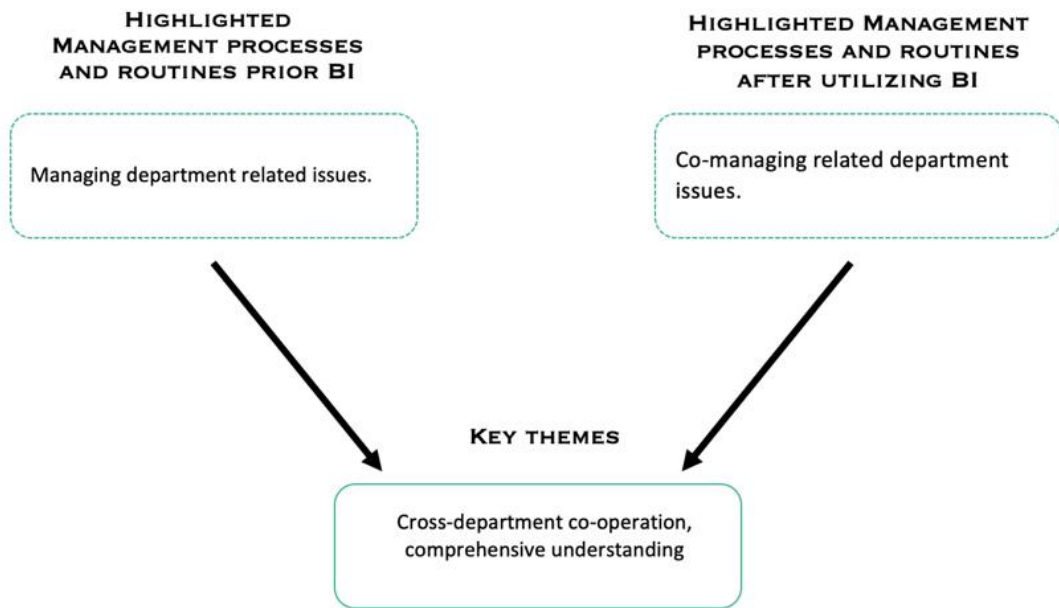 HIGHLIGHTED
MANAGEMENT PROCESSES
AND ROUTINES PRIOR BI
HIGHLIGHTED MANAGEMENT
PROCESSES AND ROUTINES
AFTER UTILIZING BI
Managing department related issues.
Co-managing related department
issues.
KEY THEMES
Cross-department co-operation,
comprehensive understanding